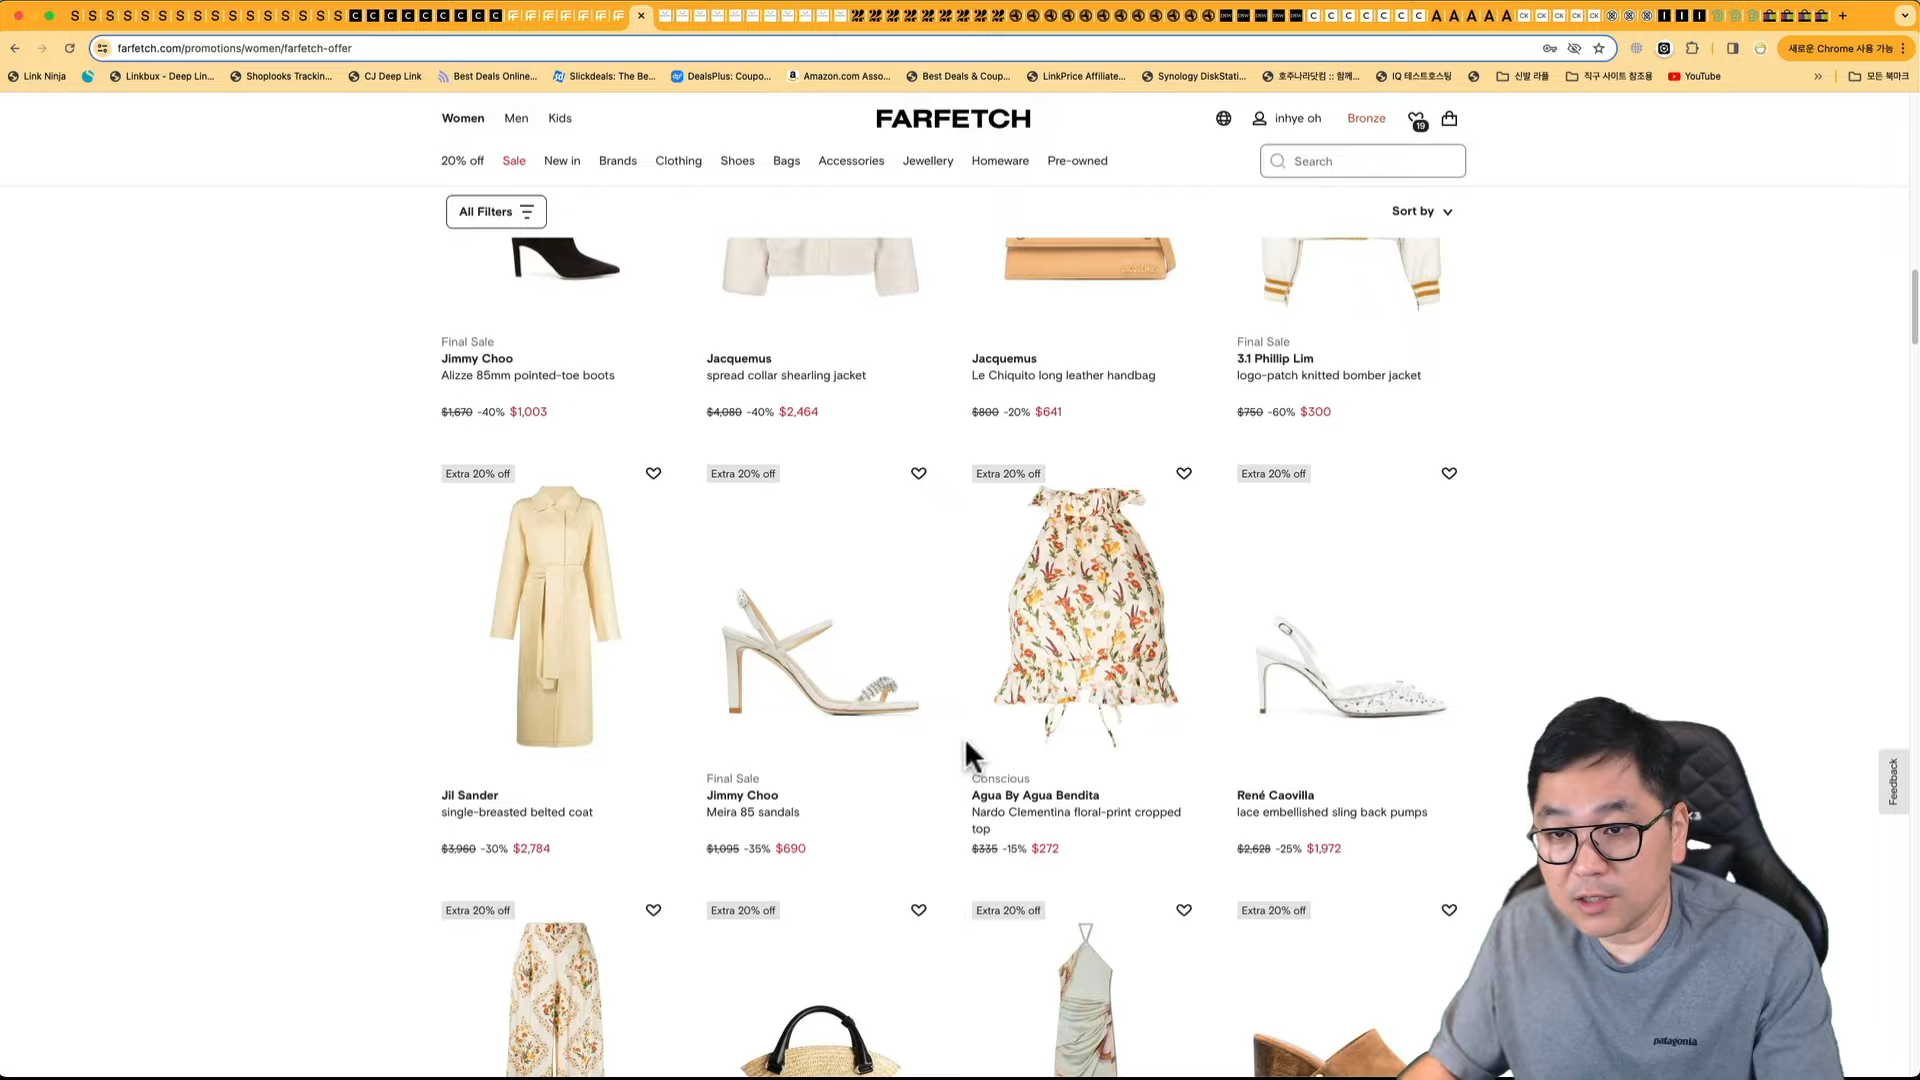 farfetch.com/promotions/women/farfetch-offer
새로운 Chrome 사용 가능
Link Ninja
Linkbux - Deep Lin...
Shoplooks Trackin...
CJ Deep Link
Best Deals Online...
Slickdeals: The Be...
DealsPlus: Coupo...
Amazon.com Asso...
Best Deals & Coup...
LinkPrice Affiliate...
Synology DiskStati...
호주나라닷컴 :: 함께...
IQ 테스트호스팅
신발 라플
직구 사이트 참조용
YouTube
모든 북마크
Women Men Kids
FARFETCH
inhye oh Bronze 19
20% off Sale New in Brands Clothing Shoes Bags Accessories Jewellery Homeware Pre-owned
Search
All Filters
Sort by
Final Sale
Jimmy Choo
Alizze 85mm pointed-toe boots
$1,670 -40% $1,003
Jacquemus
spread collar shearling jacket
$4,080 -40% $2,464
Jacquemus
Le Chiquito long leather handbag
$800 -20% $641
Final Sale
3.1 Phillip Lim
logo-patch knitted bomber jacket
$750 -60% $300
Extra 20% off
Extra 20% off
Extra 20% off
Extra 20% off
Jil Sander
single-breasted belted coat
$3,960 -30% $2,784
Final Sale
Jimmy Choo
Meira 85 sandals
$1,095 -35% $690
Conscious
Agua By Agua Bendita
Nardo Clementina floral-print cropped
top
$335 -15% $272
René Caovilla
lace embellished sling back pumps
$2,628 -25% $1,972
Extra 20% off
Extra 20% off
Extra 20% off
Extra 20% off
Feedback
patagonia